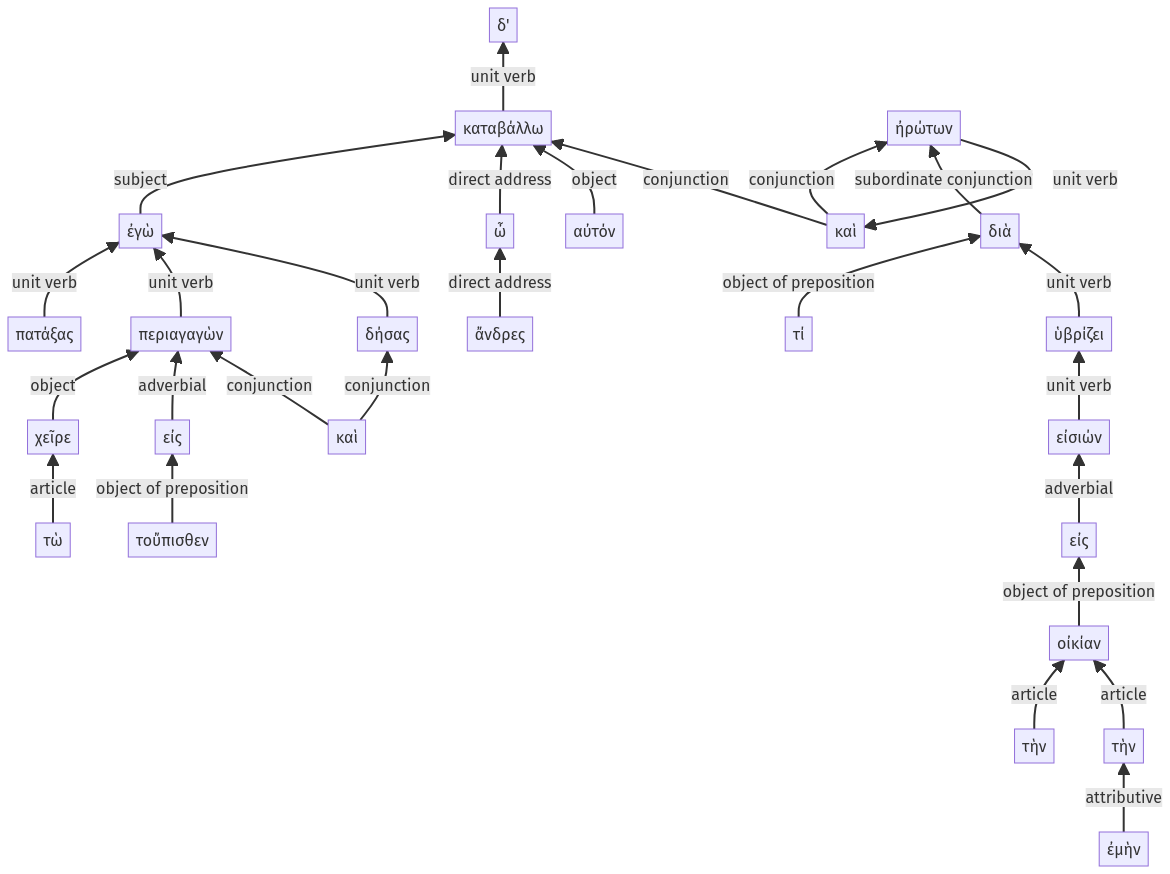 δ'
unit verb
καταβάλλω
ἠρώτων
subject
direct address
object
conjunction
conjunction
subordinate conjunction
unit verb
ἐγὼ
ὦ
αὐτόν
καὶ
διὰ
unit verb
unit verb
unit verb
direct address
object of preposition
unit verb
πατάξας
περιαγαγὼν
δήσας
ἄνδρες
τί
ὑβρίζει
object
adverbial
conjunction
conjunction
unit verb
χεῖρε
εἰς
καὶ
εἰσιών
article
object of preposition
adverbial
τὼ
τοὔπισθεν
εἰς
object of preposition
οἰκίαν
article
article
τὴν
τὴν
attributive
ἐμὴν